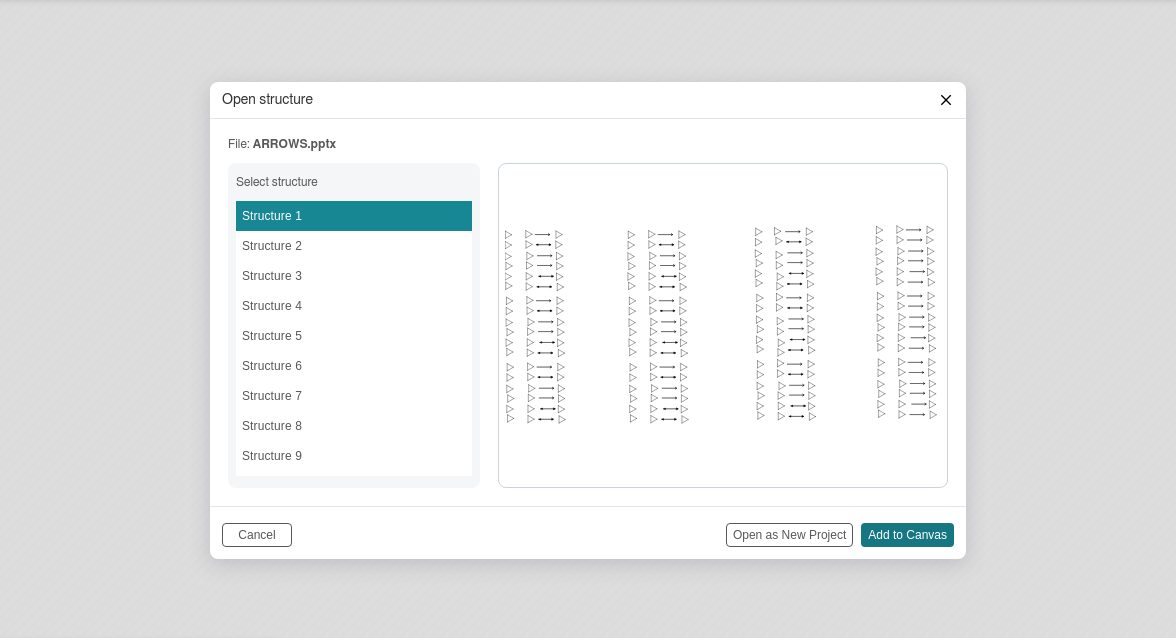 Open structure
File: ARROWS.pptx
Select structure
Structure 1
Structure 2
Structure 3
Structure 4
Structure 5
Structure 6
Structure 7
Structure 8
Structure 9
Cancel
Open as New Project
Add to Canvas